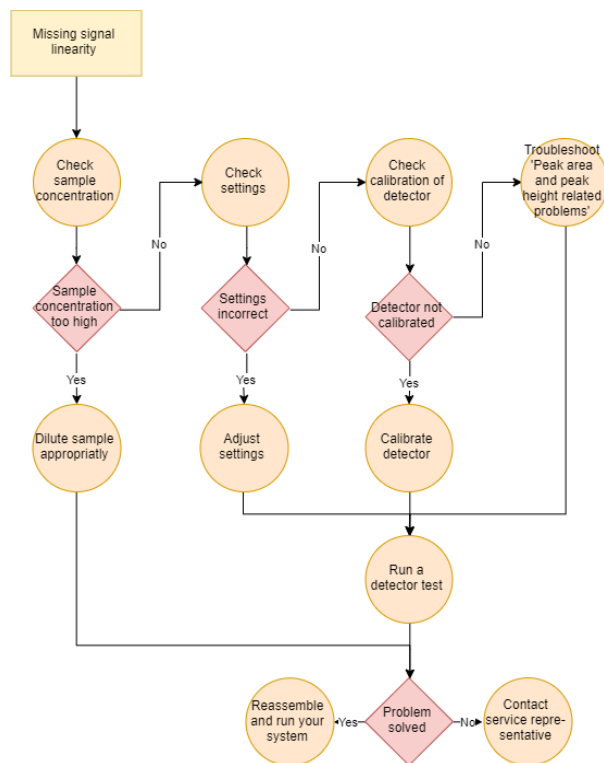 Missing signal
linearity
Check
sample
concentration
Check
settings
Check
calibration of
detector
Troubleshoot
'Peak area
and peak
height related
problems'
No
No
No
Sample
concentration
too high
Settings
incorrect
Detector not
calibrated
Yes
Yes
Yes
Dilute sample
appropriatly
Adjust
settings
Calibrate
detector
Run a
detector test
Reassemble
and run your
system
Yes
Problem
solved
No
Contact
service repre-
sentative